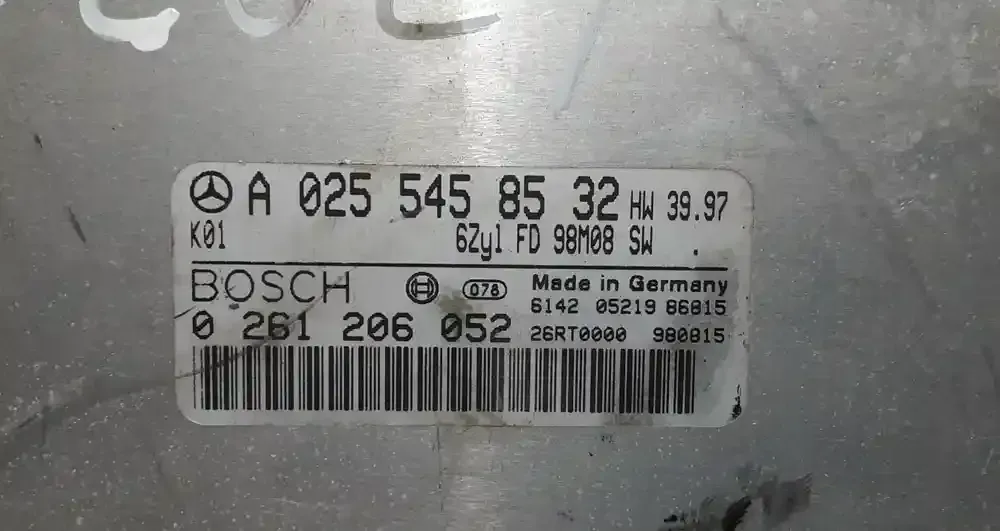 A 025 545 85 32 HW 39.97
K01 6Zyl FD 98M08 SW .
BOSCH 078 Made in Germany
6142 05219 86815
0 261 206 052 26RT0000 980815